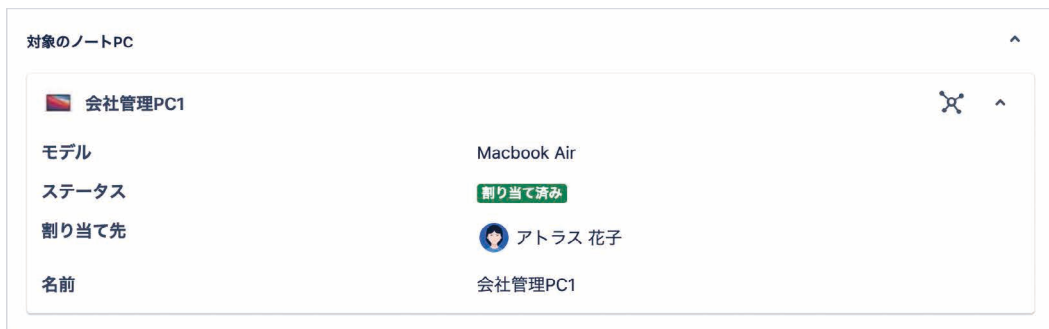 対象のノートPC
会社管理PC1
モデル Macbook Air
ステータス 割り当て済み
割り当て先 アトラス 花子
名前 会社管理PC1